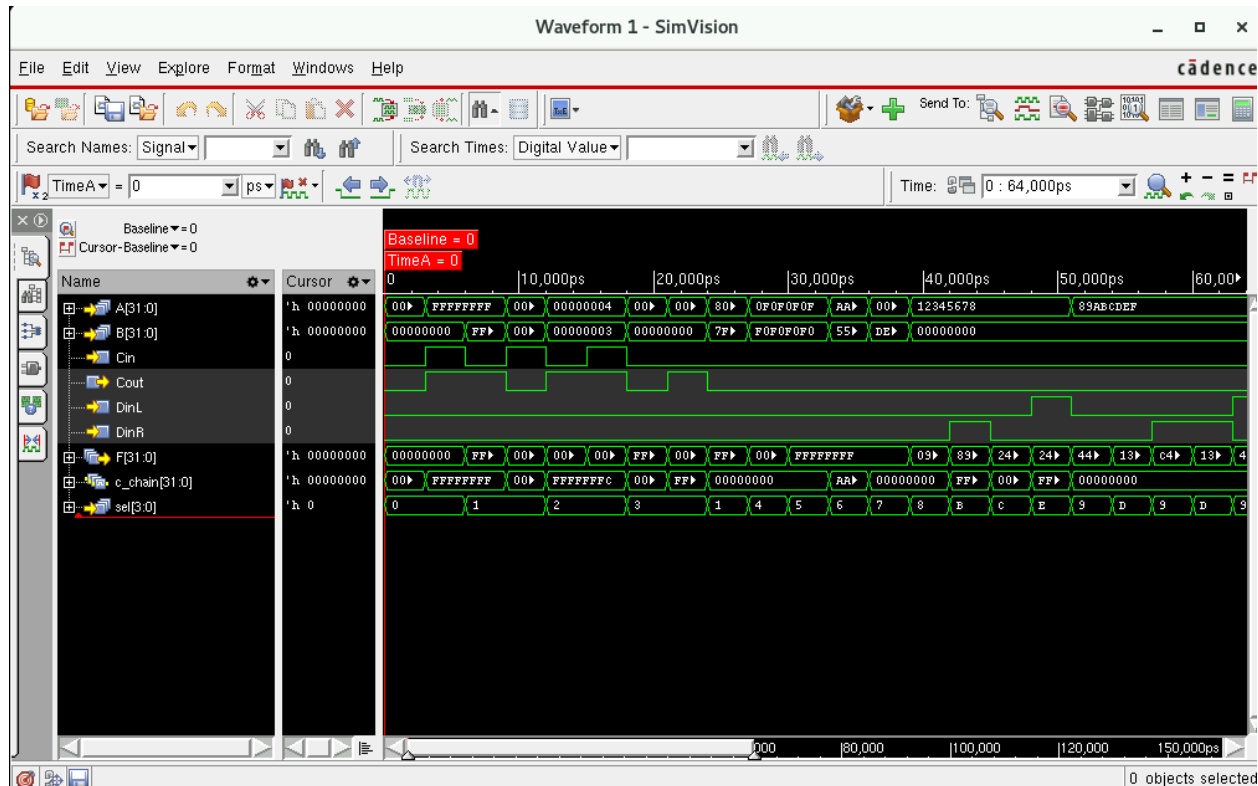 Waveform 1 - SimVision
File Edit View Explore Format Windows Help
cādence
Send To:
Search Names: Signal
Search Times: Digital Value
TimeA = 0 ps
Time: 0 : 64,000ps
Baseline = 0
Cursor-Baseline = 0
Baseline = 0
TimeA = 0
Name Cursor 0 10,000ps 20,000ps 30,000ps 40,000ps 50,000ps 60,00
A[31:0] 'h 00000000 00 FFFFFFFF 00 00000004 00 00 80 0F0F0F0F AA 00 12345678 89ABCDEF
B[31:0] 'h 00000000 00000000 FF 00 00000003 00000000 7F F0F0F0F0 55 DE 00000000
Cin 0
Cout 0
DinL 0
DinR 0
F[31:0] 'h 00000000 00000000 FF 00 00 00 FF 00 FF 00 FFFFFFFF 09 89 24 24 44 13 C4 13 4
c_chain[31:0] 'h 00000000 00 FFFFFFFF 00 FFFFFFFC 00 FF 00000000 AA 00000000 FF 00 FF 00000000
sel[3:0] 'h 0 0 1 2 3 1 4 5 6 7 8 B C E 9 D 9 D 9
000 80,000 100,000 120,000 150,000ps
0 objects selected